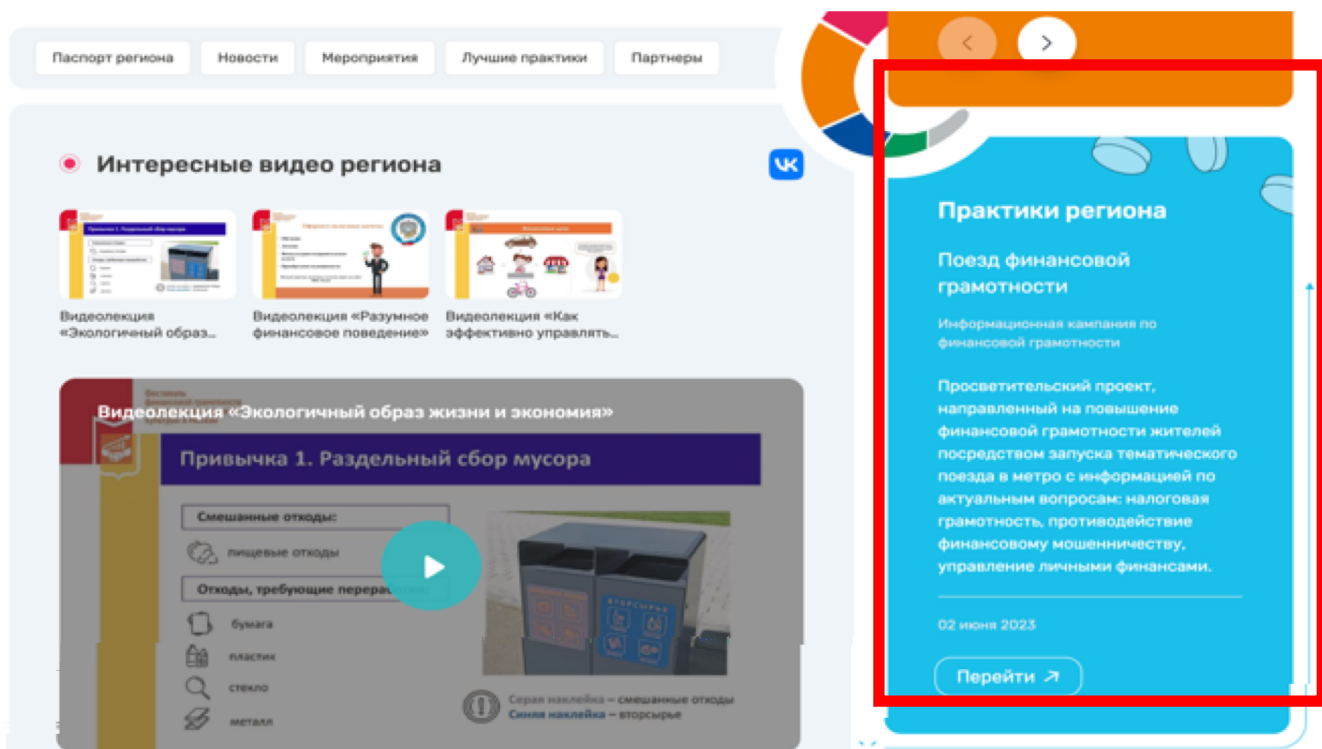 Паспорт региона
Новости
Мероприятия
Лучшие практики
Партнеры
Интересные видео региона
Привычка 1. Раздельный сбор мусора
Видеолекция
«Экологичный образ...
Видеолекция «Разумное
финансовое поведение»
Видеолекция «Как
эффективно управлять...
Видеолекция «Экологичный образ жизни и экономия»
Привычка 1. Раздельный сбор мусора
Смешанные отходы:
пищевые отходы
Отходы, требующие
бумага
пластик
стекло
металл
ВТОРСЫРЬЕ
Серая наклейка – смешанные отходы
Синяя наклейка – вторсырье
Практики региона
Поезд финансовой
грамотности
Информационная кампания по
финансовой грамотности
Просветительский проект,
направленный на повышение
финансовой грамотности жителей
посредством запуска тематического
поезда в метро с информацией по
актуальным вопросам: налоговая
грамотность, противодействие
финансовому мошенничеству,
управление личными финансами.
02 июня 2023
Перейти